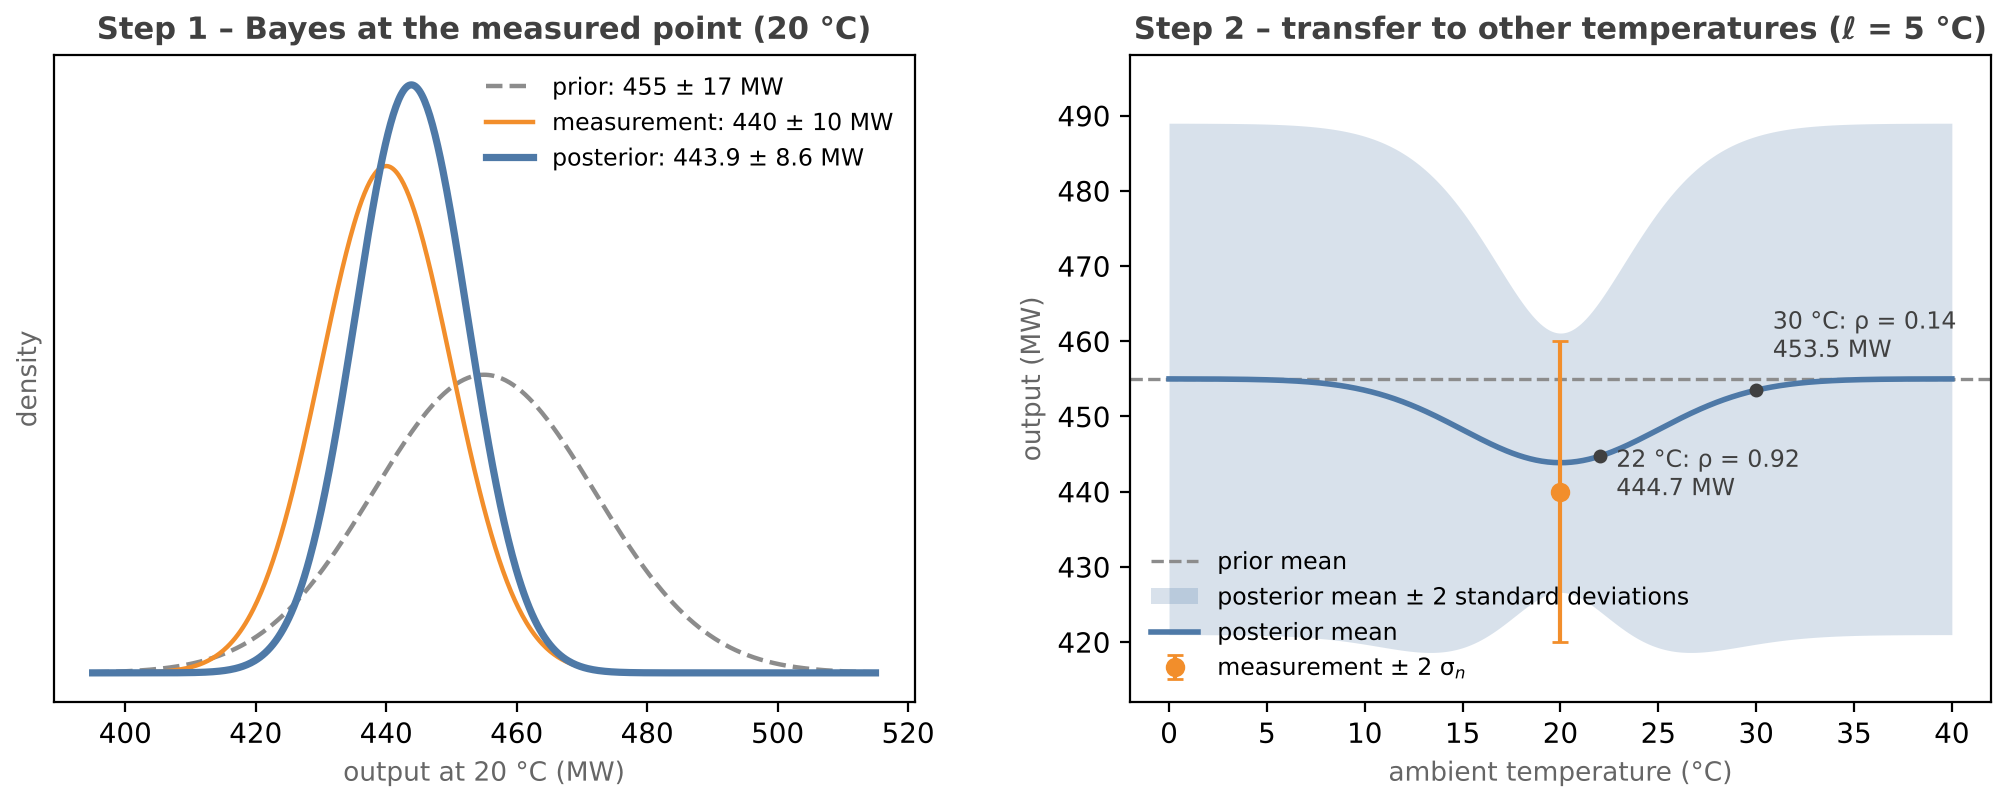 Step 1 – Bayes at the measured point (20 °C)
prior: 455 ± 17 MW
measurement: 440 ± 10 MW
posterior: 443.9 ± 8.6 MW
density
400 420 440 460 480 500 520
output at 20 °C (MW)
Step 2 – transfer to other temperatures (ℓ = 5 °C)
490
480
470
460
450
440
430
420
output (MW)
30 °C: ρ = 0.14
453.5 MW
22 °C: ρ = 0.92
444.7 MW
prior mean
posterior mean ± 2 standard deviations
posterior mean
measurement ± 2 σₙ
0 5 10 15 20 25 30 35 40
ambient temperature (°C)